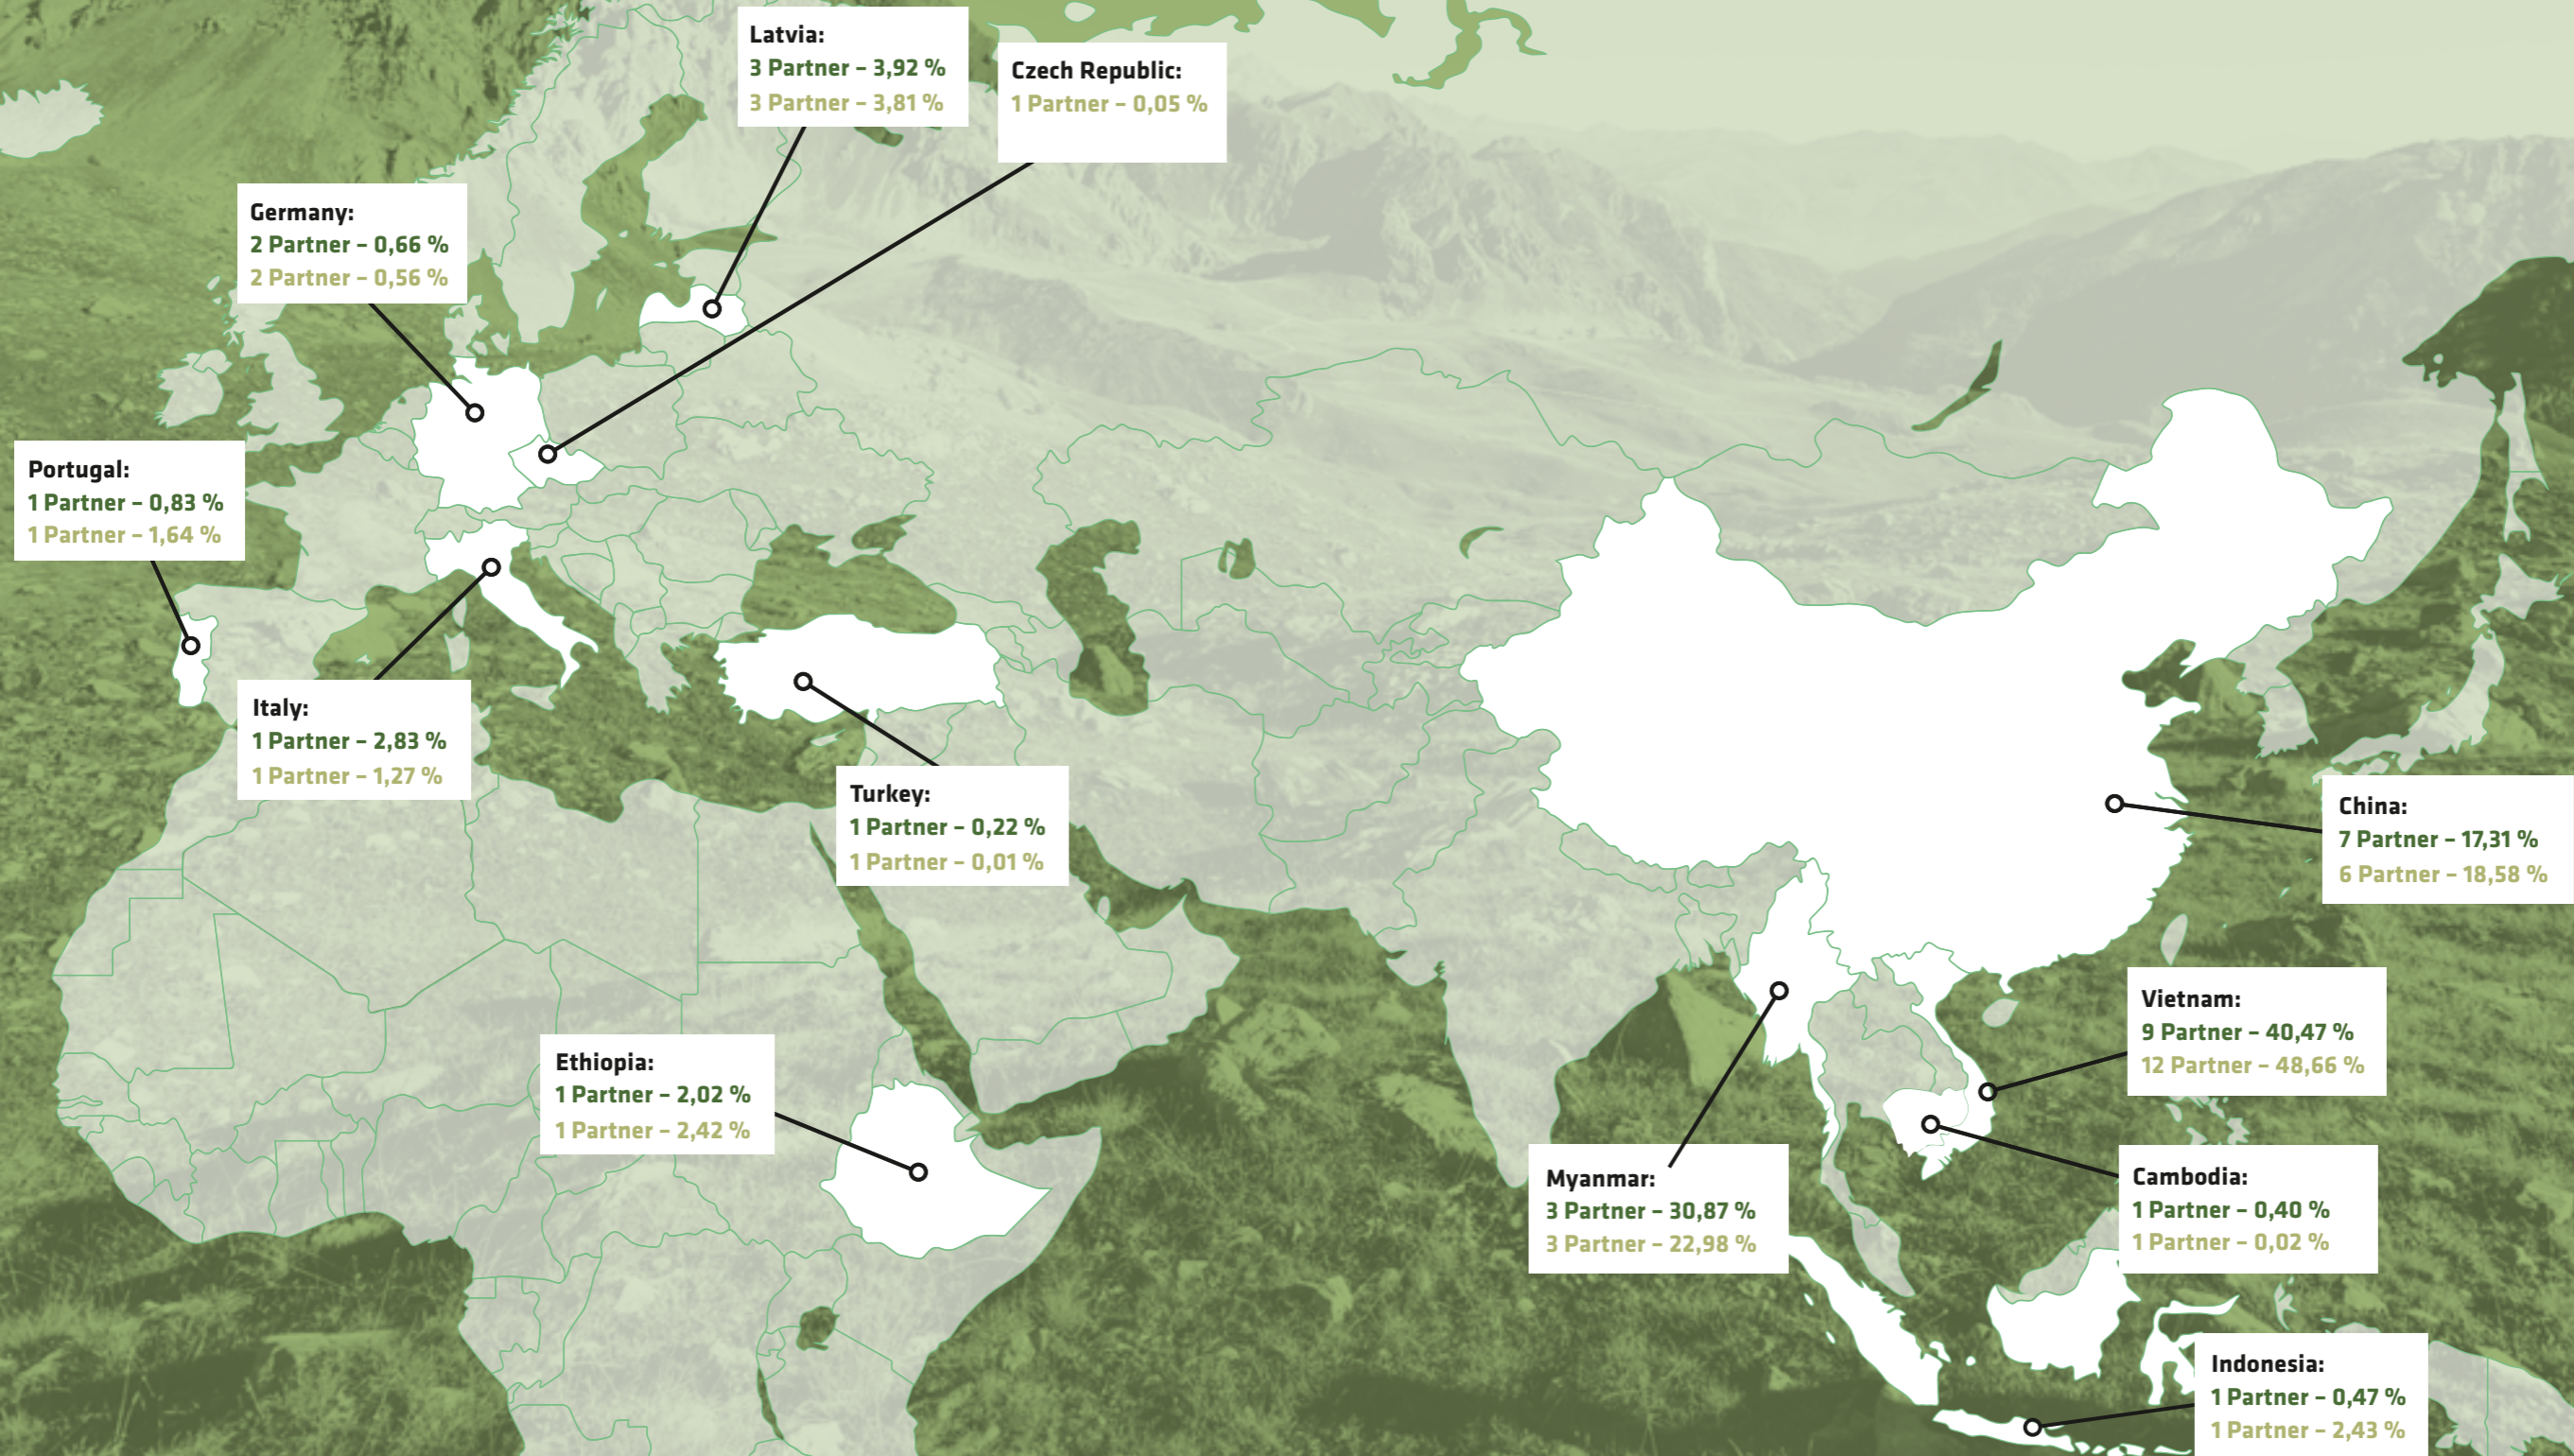 Latvia:
3 Partner – 3,92 %
3 Partner – 3,81 %
Czech Republic:
1 Partner – 0,05 %
Germany:
2 Partner – 0,66 %
2 Partner – 0,56 %
Portugal:
1 Partner – 0,83 %
1 Partner – 1,64 %
Italy:
1 Partner – 2,83 %
1 Partner – 1,27 %
Turkey:
1 Partner – 0,22 %
1 Partner – 0,01 %
China:
7 Partner – 17,31 %
6 Partner – 18,58 %
Vietnam:
9 Partner – 40,47 %
12 Partner – 48,66 %
Ethiopia:
1 Partner – 2,02 %
1 Partner – 2,42 %
Myanmar:
3 Partner – 30,87 %
3 Partner – 22,98 %
Cambodia:
1 Partner – 0,40 %
1 Partner – 0,02 %
Indonesia:
1 Partner – 0,47 %
1 Partner – 2,43 %